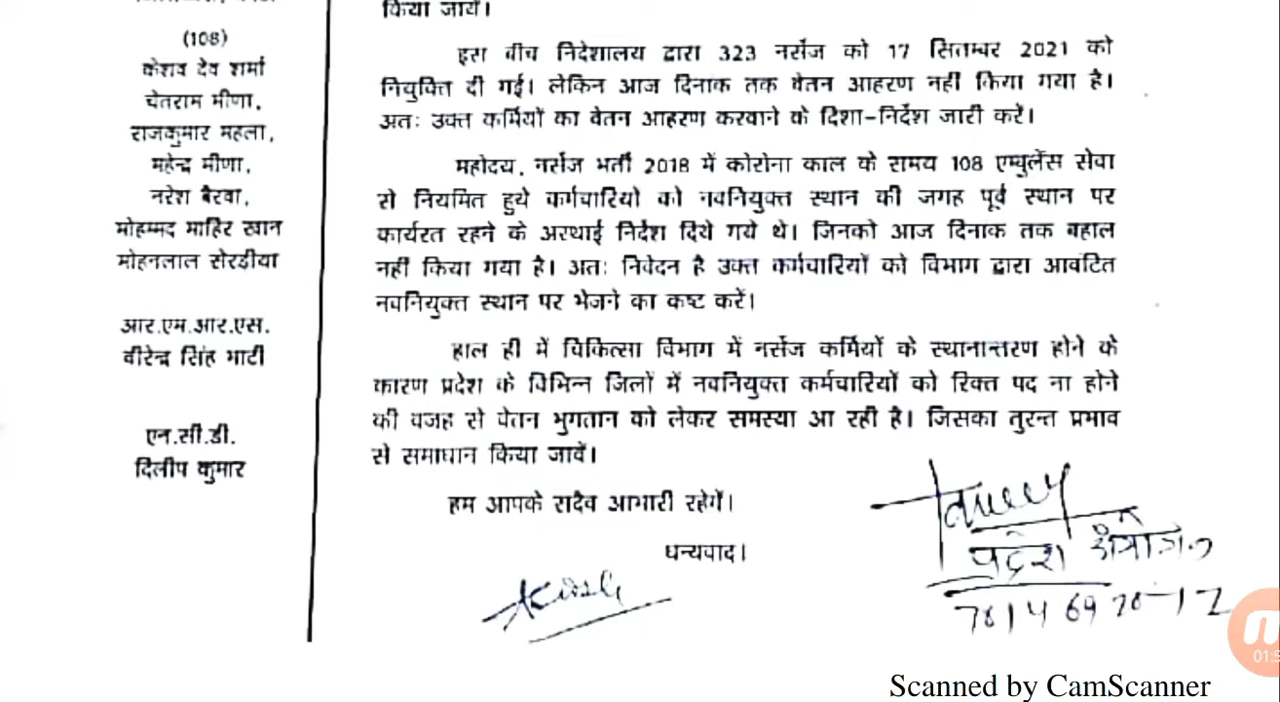 किया जाये।
(108)
केशव देव शर्मा
चेतराम मीणा,
राजकुमार महला,
महेन्द्र मीणा,
नरेश बैरवा,
मोहम्मद माहिर खान
मोहनलाल सेरडीया
आर.एम.आर.एस.
वीरेन्द्र सिंह भाटी
एन.सी.डी.
दिलीप कुमार
इस बीच निदेशालय द्वारा 323 नर्सेज को 17 सितम्बर 2021 को
नियुक्ति दी गई। लेकिन आज दिनाक तक वेतन आहरण नहीं किया गया है।
अतः उक्त कर्मियों का वेतन आहरण करवाने के दिशा-निर्देश जारी करें।
महोदय, नर्सेज भर्ती 2018 में कोरोना काल के समय 108 एम्बुलेंस सेवा
से नियमित हुये कर्मचारियो को नवनियुक्त स्थान की जगह पूर्व स्थान पर
कार्यरत रहने के अस्थाई निर्देश दिये गये थे। जिनको आज दिनाक तक बहाल
नहीं किया गया है। अतः निवेदन है उक्त कर्मचारियों को विभाग द्वारा आवंटित
नवनियुक्त स्थान पर भेजने का कष्ट करें।
हाल ही में चिकित्सा विभाग में नर्सेज कर्मियों के स्थानान्तरण होने के
कारण प्रदेश के विभिन्न जिलों में नवनियुक्त कर्मचारियों को रिक्त पद ना होने
की वजह से वेतन भुगतान को लेकर समस्या आ रही है। जिसका तुरन्त प्रभाव
से समाधान किया जावें।
हम आपके सदैव आभारी रहेगें।
धन्यवाद।
Scanned by CamScanner